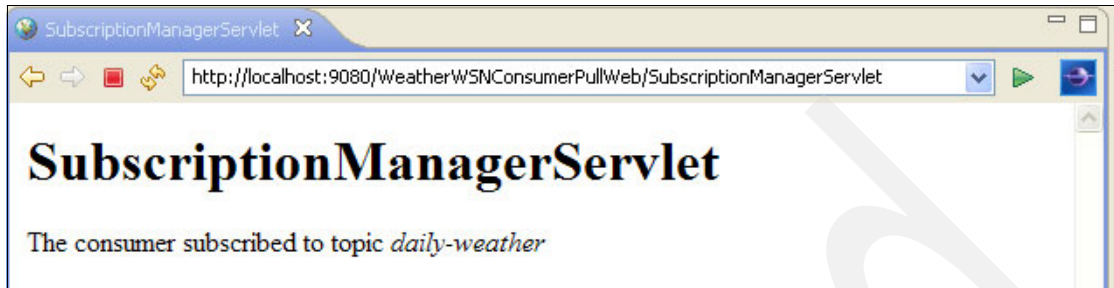 SubscriptionManagerServlet
http://localhost:9080/WeatherWSNConsumerPullWeb/SubscriptionManagerServlet
SubscriptionManagerServlet
The consumer subscribed to topic daily-weather